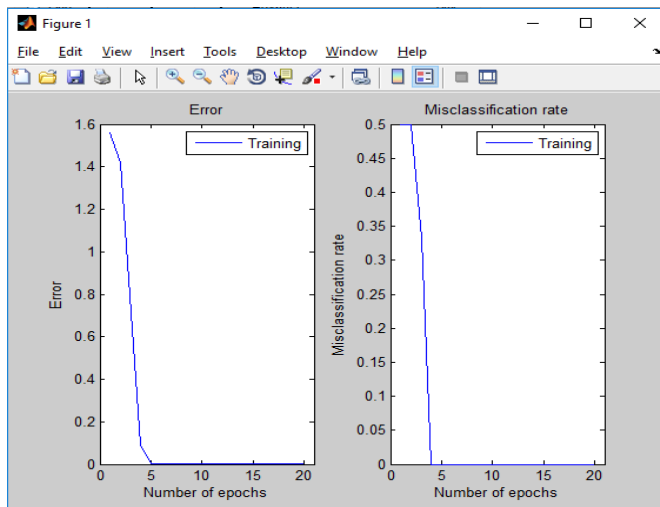 Figure 1
File Edit View Insert Tools Desktop Window Help
Error
Training
1.6
1.4
1.2
1
0.8
0.6
0.4
0.2
0
Error
0 5 10 15 20
Number of epochs
Misclassification rate
Training
0.5
0.45
0.4
0.35
0.3
0.25
0.2
0.15
0.1
0.05
0
Misclassification rate
0 5 10 15 20
Number of epochs